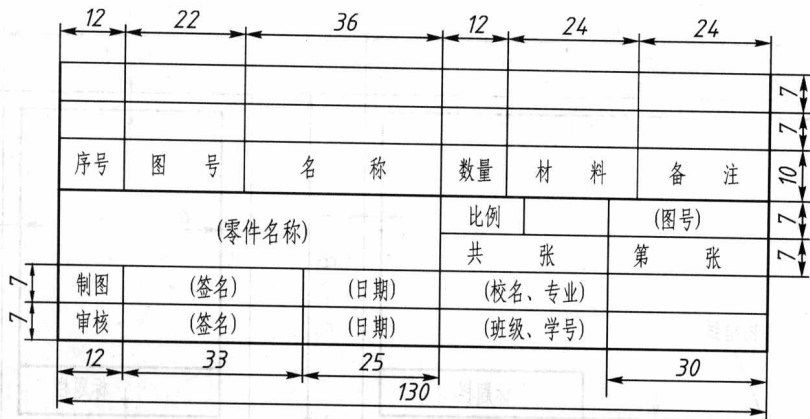 12 22 36 12 24 24
7
7
序号 图 号 名 称 数量 材 料 备 注 10
(零件名称) 比例 (图号) 7
共 张 第 张 7
7 制图 (签名) (日期) (校名、专业)
7 审核 (签名) (日期) (班级、学号)
12 33 25 30
130